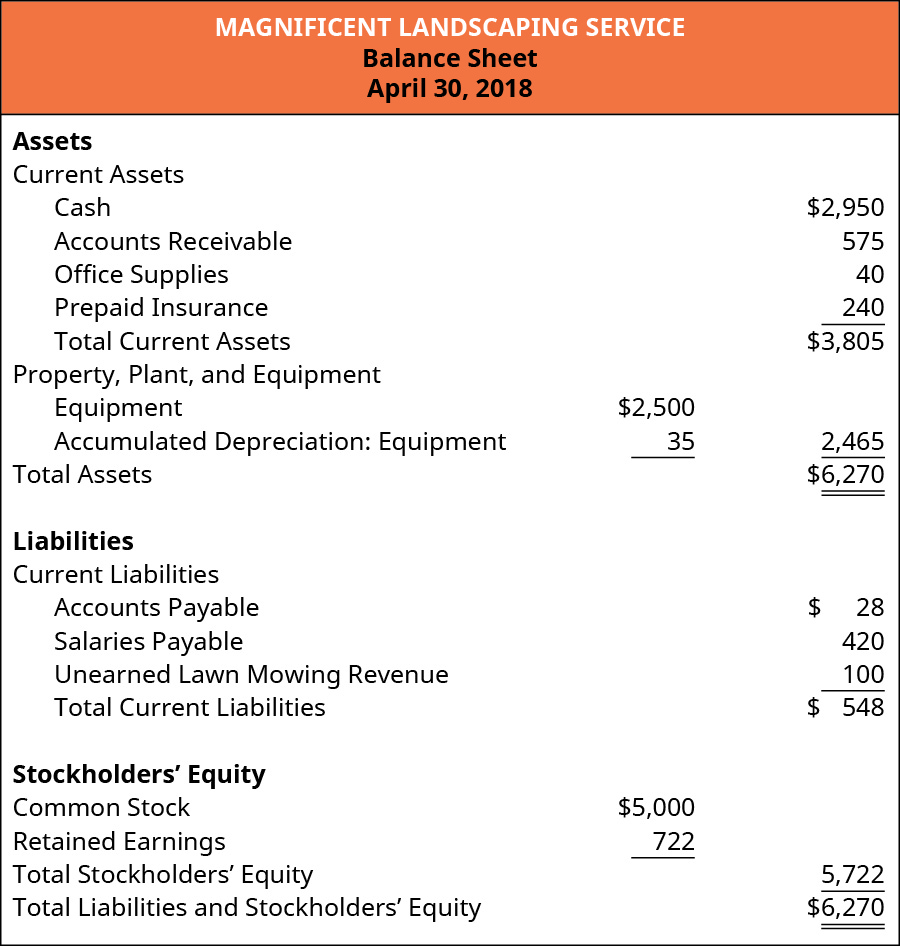 MAGNIFICENT LANDSCAPING SERVICE
Balance Sheet
April 30, 2018
Assets
Current Assets
Cash $2,950
Accounts Receivable 575
Office Supplies 40
Prepaid Insurance 240
Total Current Assets $3,805
Property, Plant, and Equipment
Equipment $2,500
Accumulated Depreciation: Equipment 35 2,465
Total Assets $6,270
Liabilities
Current Liabilities
Accounts Payable $ 28
Salaries Payable 420
Unearned Lawn Mowing Revenue 100
Total Current Liabilities $ 548
Stockholders’ Equity
Common Stock $5,000
Retained Earnings 722
Total Stockholders’ Equity 5,722
Total Liabilities and Stockholders’ Equity $6,270